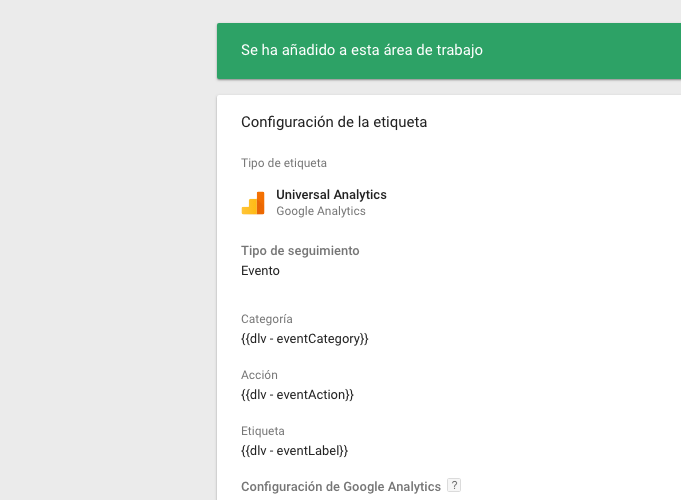 Se ha añadido a esta área de trabajo
Configuración de la etiqueta
Tipo de etiqueta
Universal Analytics
Google Analytics
Tipo de seguimiento
Evento
Categoría
{{dlv - eventCategory}}
Acción
{{dlv - eventAction}}
Etiqueta
{{dlv - eventLabel}}
Configuración de Google Analytics ?